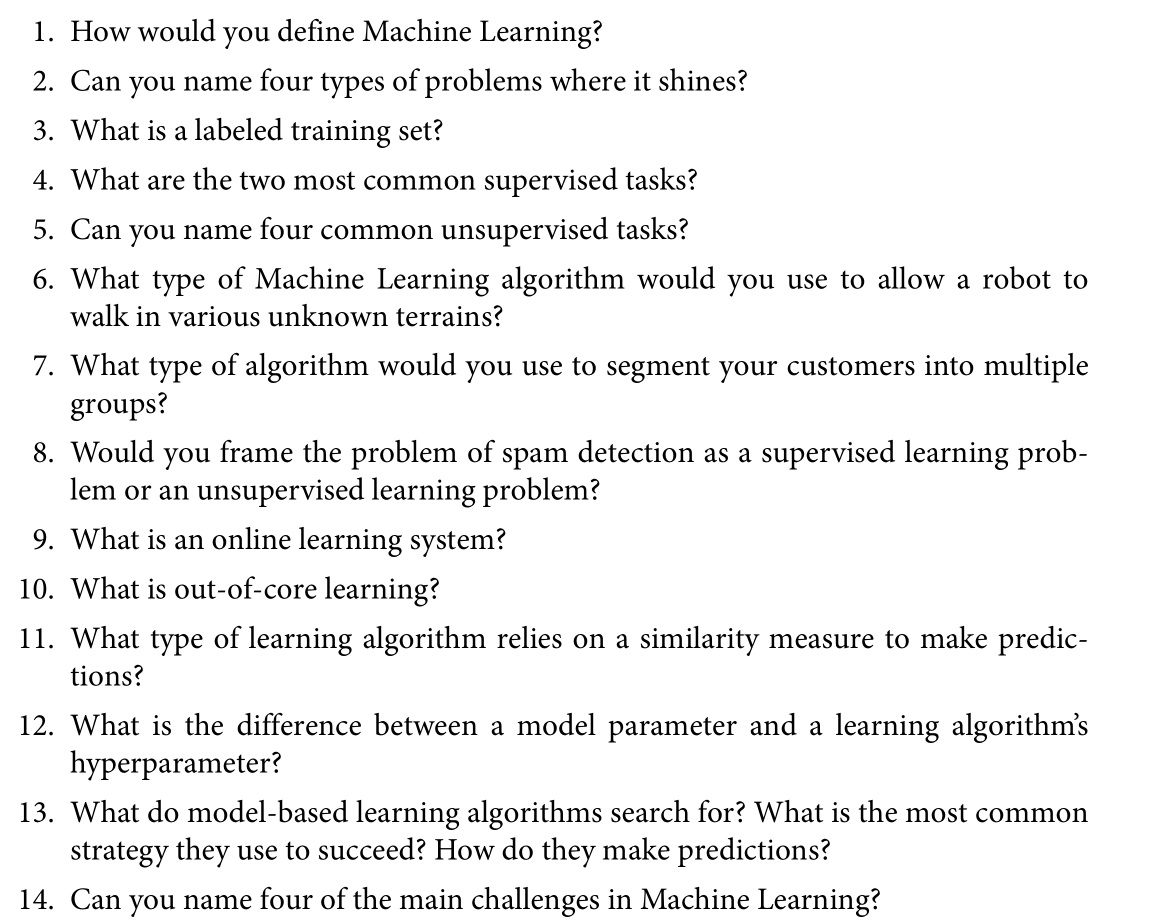 1. How would you define Machine Learning?
2. Can you name four types of problems where it shines?
3. What is a labeled training set?
4. What are the two most common supervised tasks?
5. Can you name four common unsupervised tasks?
6. What type of Machine Learning algorithm would you use to allow a robot to
walk in various unknown terrains?
7. What type of algorithm would you use to segment your customers into multiple
groups?
8. Would you frame the problem of spam detection as a supervised learning prob-
lem or an unsupervised learning problem?
9. What is an online learning system?
10. What is out-of-core learning?
11. What type of learning algorithm relies on a similarity measure to make predic-
tions?
12. What is the difference between a model parameter and a learning algorithm’s
hyperparameter?
13. What do model-based learning algorithms search for? What is the most common
strategy they use to succeed? How do they make predictions?
14. Can you name four of the main challenges in Machine Learning?